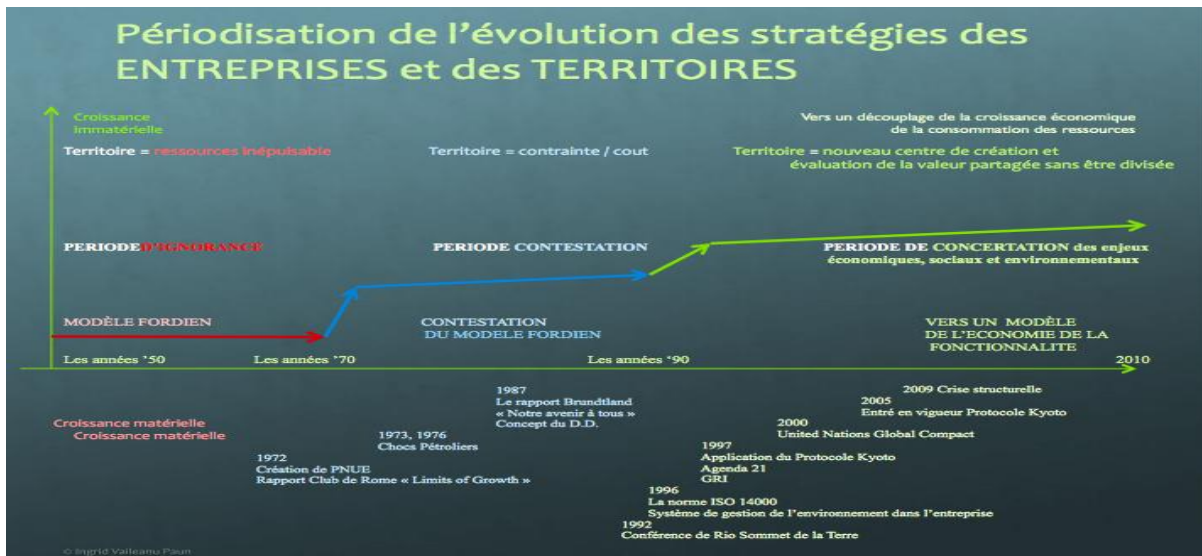 Périodisation de l'évolution des stratégies des
ENTREPRISES et des TERRITOIRES
Croissance
Immatérielle
Vers un découplage de la croissance économique
de la consommation des ressources
Territoire = ressources inépuisable
Territoire = contrainte / cout
Territoire = nouveau centre de création et
évaluation de la valeur partagée sans être divisée
PERIODE D'IGNORANCE
PERIODE CONTESTATION
PERIODE DE CONCERTATION des enjeux
économiques, sociaux et environnementaux
MODÈLE FORDIEN
CONTESTATION
DU MODELE FORDIEN
VERS UN MODÈLE
DE L'ECONOMIE DE LA
FONCTIONNALITE
Les années '50
Les années '70
Les années '90
2010
Croissance matérielle
Croissance matérielle
1972
Création de PNUE
Rapport Club de Rome « Limits of Growth »
1973, 1976
Chocs Pétroliers
1987
Le rapport Brundtland
« Notre avenir à tous »
Concept du D.D.
1992
Conférence de Rio Sommet de la Terre
1996
La norme ISO 14000
Système de gestion de l'environnement dans l'entreprise
1997
Application du Protocole Kyoto
Agenda 21
GRI
2000
United Nations Global Compact
2005
Entré en vigueur Protocole Kyoto
2009 Crise structurelle
© Ingrid Vaileanu Paun